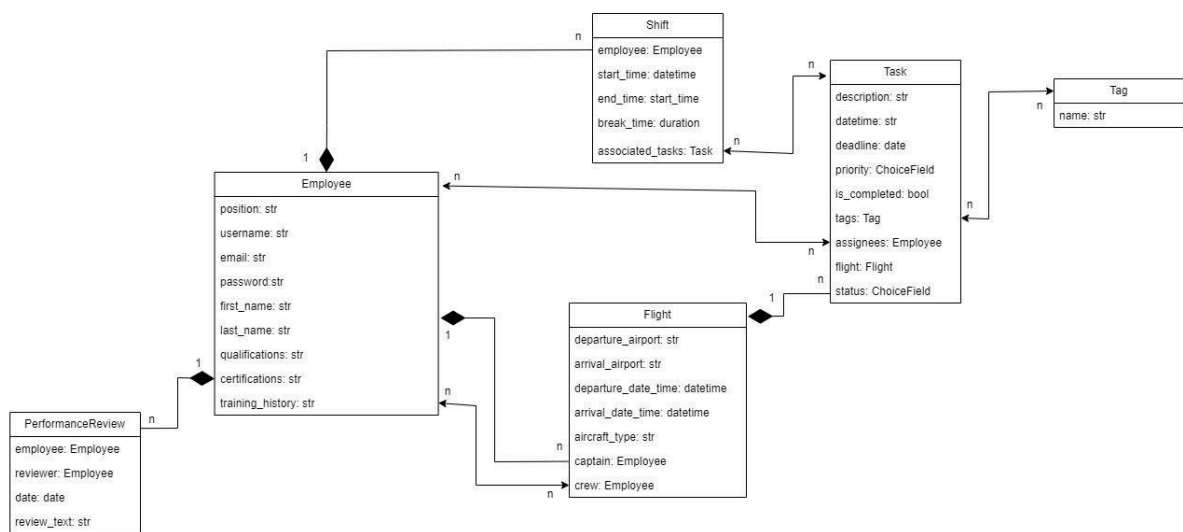 Shift
employee: Employee
start_time: datetime
end_time: start_time
break_time: duration
associated_tasks: Task
Task
description: str
datetime: str
deadline: date
priority: ChoiceField
is_completed: bool
tags: Tag
assignees: Employee
flight: Flight
status: ChoiceField
Tag
name: str
Employee
position: str
username: str
email: str
password:str
first_name: str
last_name: str
qualifications: str
certifications: str
training_history: str
Flight
departure_airport: str
arrival_airport: str
departure_date_time: datetime
arrival_date_time: datetime
aircraft_type: str
captain: Employee
crew: Employee
PerformanceReview
employee: Employee
reviewer: Employee
date: date
review_text: str
n
1
n
n
n
n
n
n
1
n
1
n
n
n
1
n